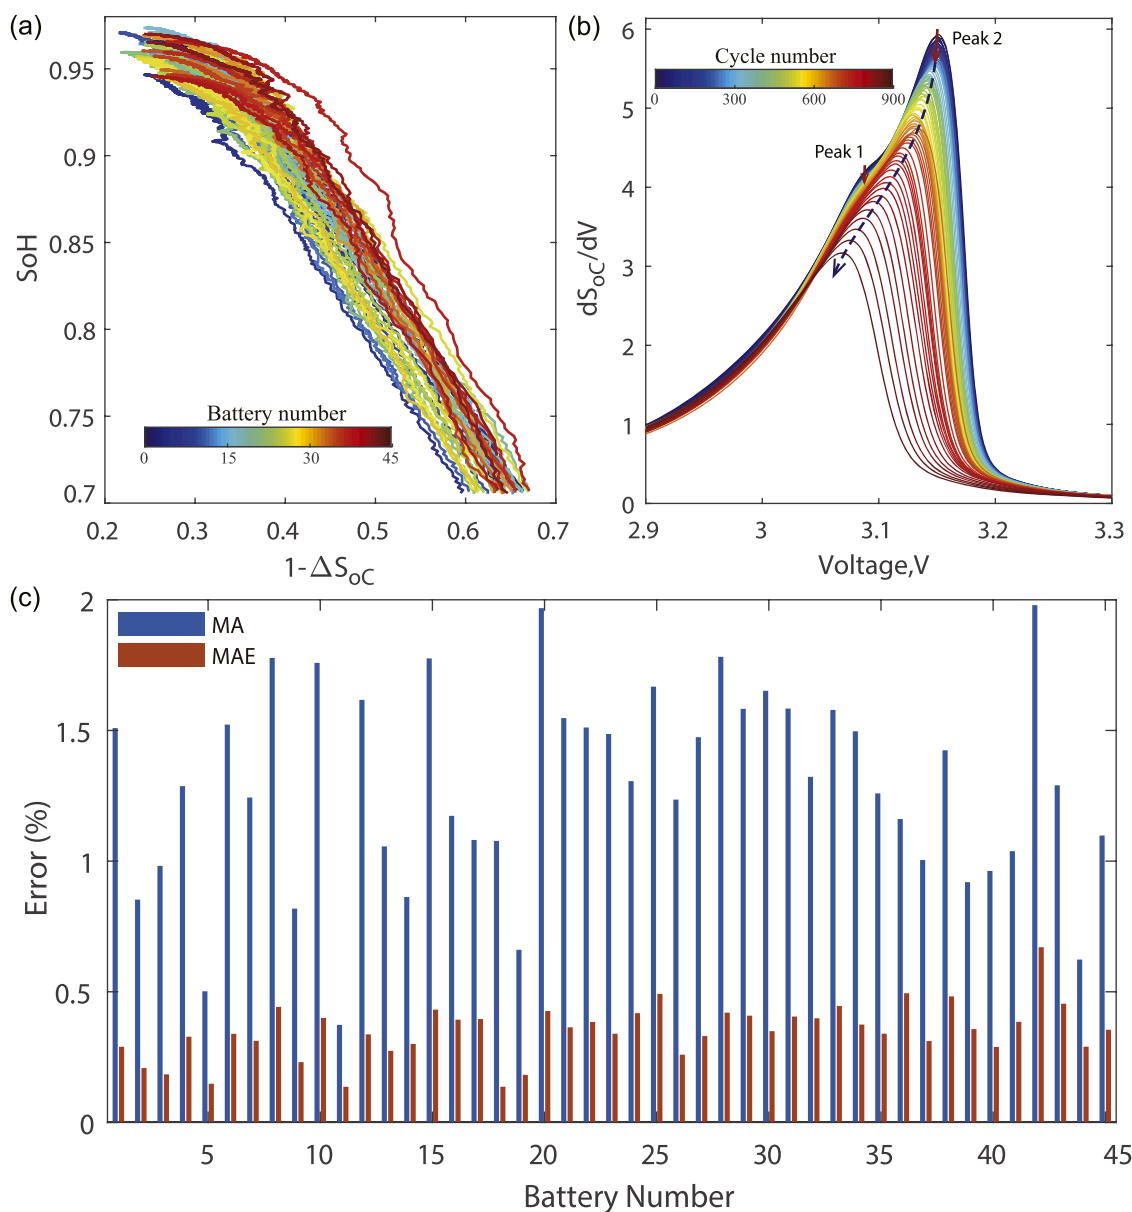 (a)
0.95
0.9
0.85
0.8
0.75
0.7
SoH
Battery number
0 15 30 45
0.2 0.3 0.4 0.5 0.6 0.7
1-ΔSoC
(b)
6
5
4
3
2
1
0
dSoC/dV
Cycle number
0 300 600 900
Peak 2
Peak 1
2.9 3 3.1 3.2 3.3
Voltage,V
(c)
2
1.5
1
0.5
0
Error (%)
MA
MAE
5 10 15 20 25 30 35 40 45
Battery Number